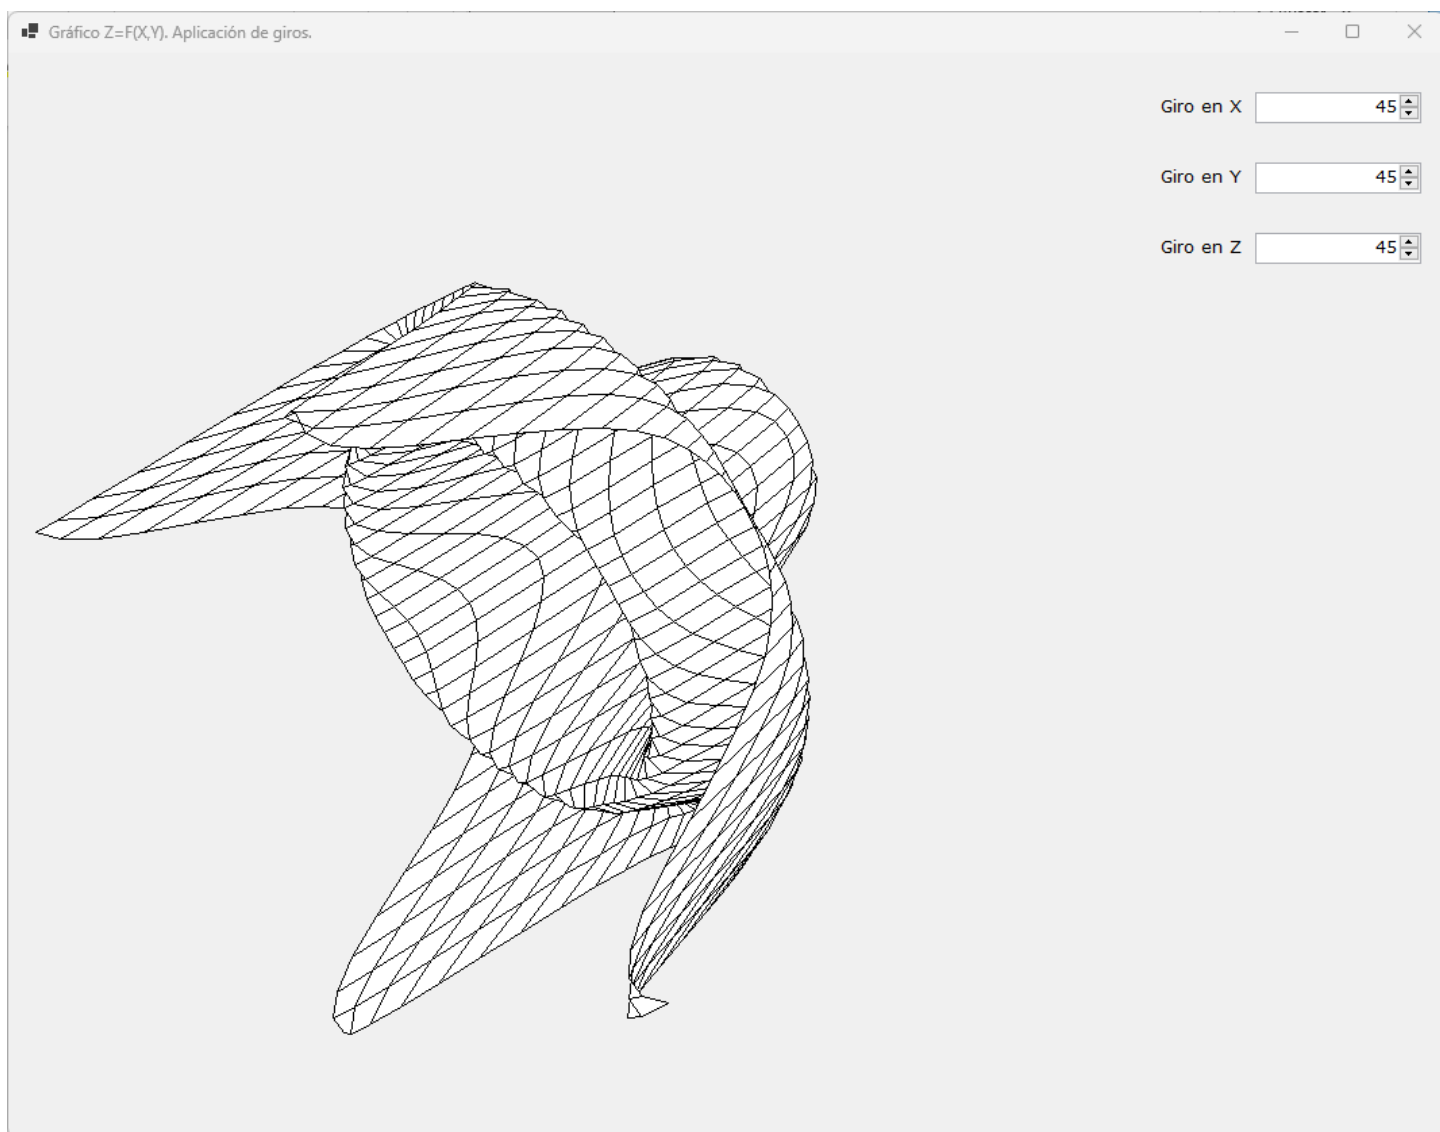 Gráfico Z=F(X,Y). Aplicación de giros.
Giro en X 45
Giro en Y 45
Giro en Z 45